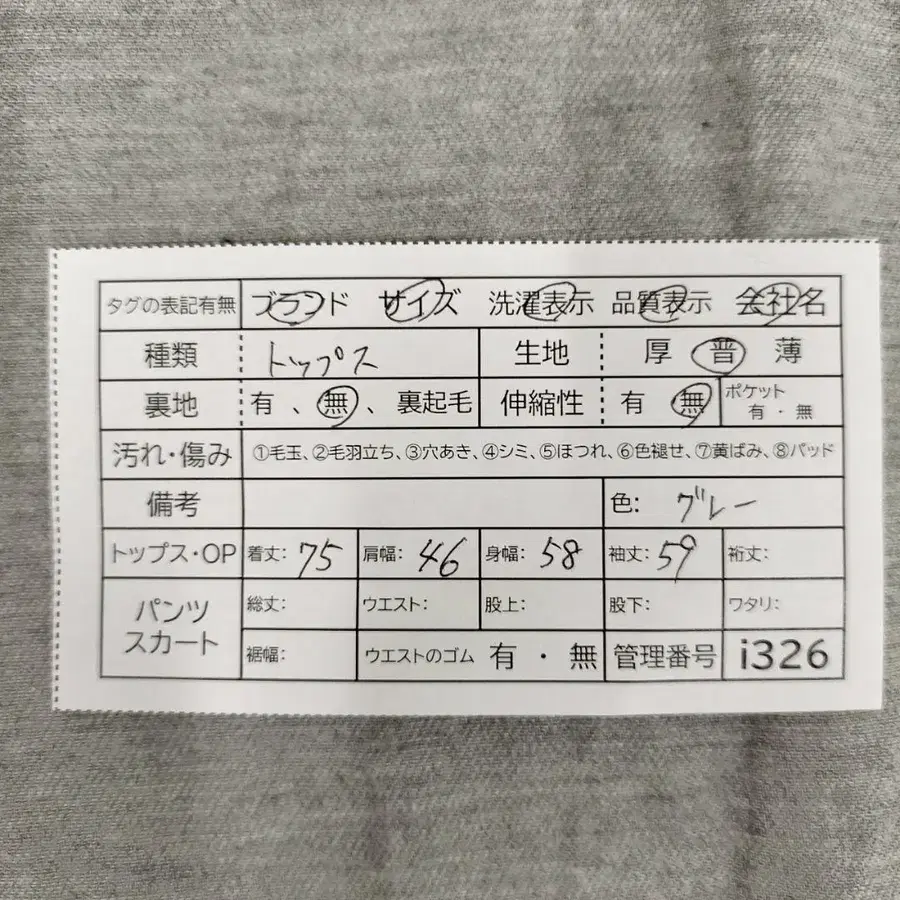 タグの表記有無 ブランド サイズ 洗濯表示 品質表示 会社名
種類 トップス 生地 厚 普 薄
裏地 有 、無 、裏起毛 伸縮性 有 無 ポケット 有・無
汚れ・傷み ①毛玉、②毛羽立ち、③穴あき、④シミ、⑤ほつれ、⑥色褪せ、⑦黄ばみ、⑧パッド
備考 色: グレー
トップス・OP 着丈: 75 肩幅: 46 身幅: 58 袖丈: 59 裄丈:
パンツ スカート 総丈: ウエスト: 股上: 股下: ワタリ:
裾幅: ウエストのゴム 有・無 管理番号 i326